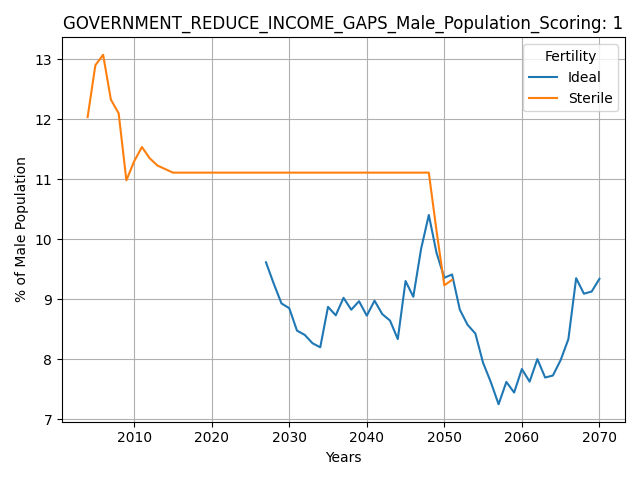 GOVERNMENT_REDUCE_INCOME_GAPS_Male_Population_Scoring: 1
Fertility
Ideal
Sterile
% of Male Population
13
12
11
10
9
8
7
2010 2020 2030 2040 2050 2060 2070
Years